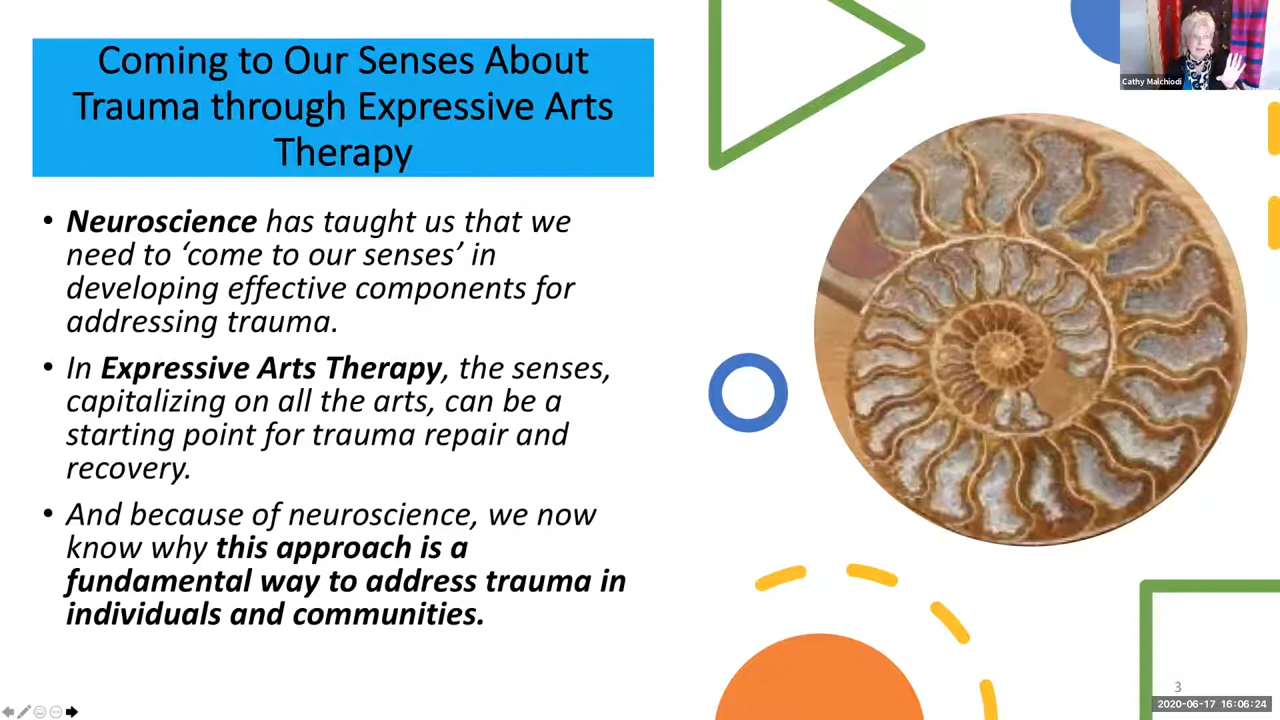 Coming to Our Senses About
Trauma through Expressive Arts
Therapy
• Neuroscience has taught us that we
need to ‘come to our senses’ in
developing effective components for
addressing trauma.
• In Expressive Arts Therapy, the senses,
capitalizing on all the arts, can be a
starting point for trauma repair and
recovery.
• And because of neuroscience, we now
know why this approach is a
fundamental way to address trauma in
individuals and communities.
Cathy Malchiodi
3
2020-06-17 16:06:24